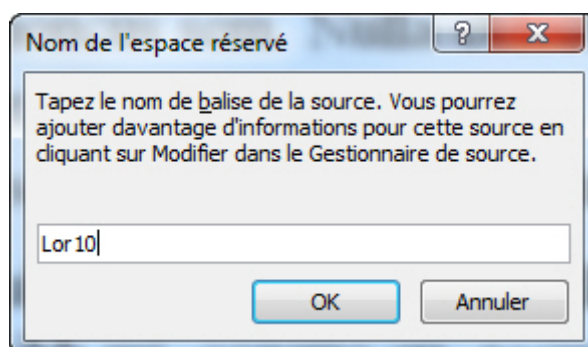 Nom de l'espace réservé
Tapez le nom de balise de la source. Vous pourrez
ajouter davantage d'informations pour cette source en
cliquant sur Modifier dans le Gestionnaire de source.
Lor10
OK Annuler